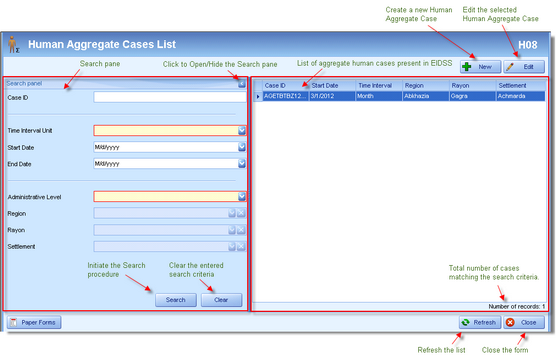 Create a new Human
Aggregate Case
Edit the selected
Human Aggregate Case
Human Aggregate Cases List
H08
Search pane
Click to Open/Hide the Search pane
List of aggregate human cases present in EIDSS
New
Edit
Search panel
Case ID
Time Interval Unit
Start Date
M/d/yyyy
End Date
M/d/yyyy
Administrative Level
Region
Rayon
Settlement
Case ID Start Date Time Interval Region Rayon Settlement
AGETBTBZ12... 3/1/2012 Month Abkhazia Gagra Achmarda
Initiate the Search
procedure
Clear the entered
search criteria
Search
Clear
Total number of cases
matching the search criteria.
Number of records: 1
Paper Forms
Refresh
Close
Refresh the list
Close the form